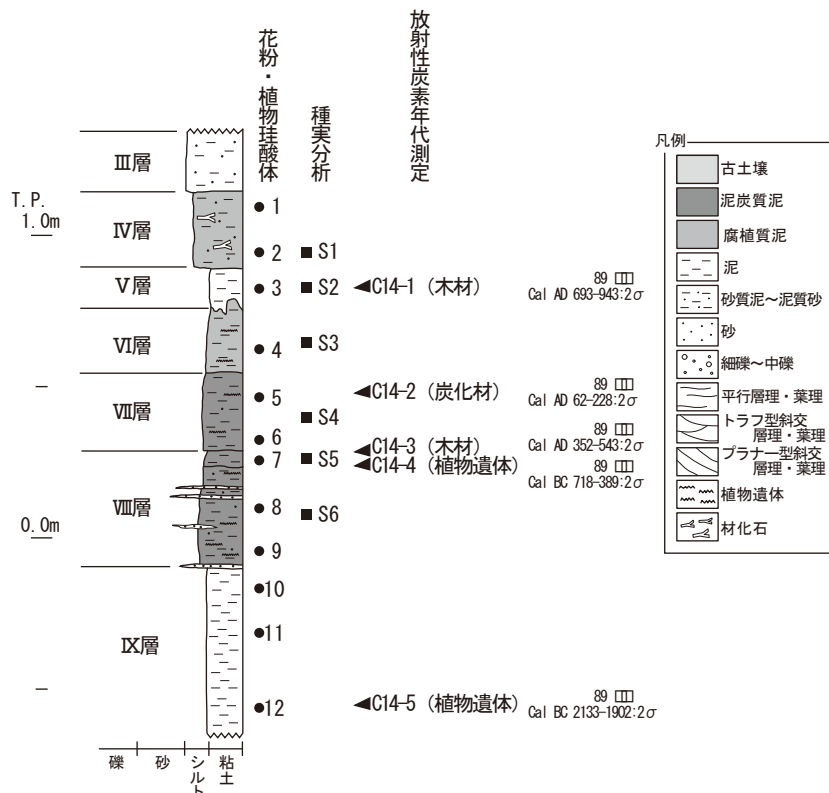 花粉・植物珪酸体
種実分析
放射性炭素年代測定
T.P.
1.0m
0.0m
Ⅲ層
Ⅳ層
Ⅴ層
Ⅵ層
Ⅶ層
Ⅷ層
Ⅸ層
●1
●2 ■S1
●3 ■S2 ◀C14-1（木材） 89
Cal AD 693-943:2σ
●4 ■S3
●5 ◀C14-2（炭化材） 89
Cal AD 62-228:2σ
■S4
●6 ◀C14-3（木材） 89
Cal AD 352-543:2σ
●7 ■S5 ◀C14-4（植物遺体） 89
Cal BC 718-389:2σ
●8 ■S6
●9
●10
●11
●12 ◀C14-5（植物遺体） 89
Cal BC 2133-1902:2σ
礫 砂 シルト 粘土
凡例
古土壌
泥炭質泥
腐植質泥
泥
砂質泥～泥質砂
砂
細礫～中礫
平行層理・葉理
トラフ型斜交
層理・葉理
プラナー型斜交
層理・葉理
植物遺体
材化石